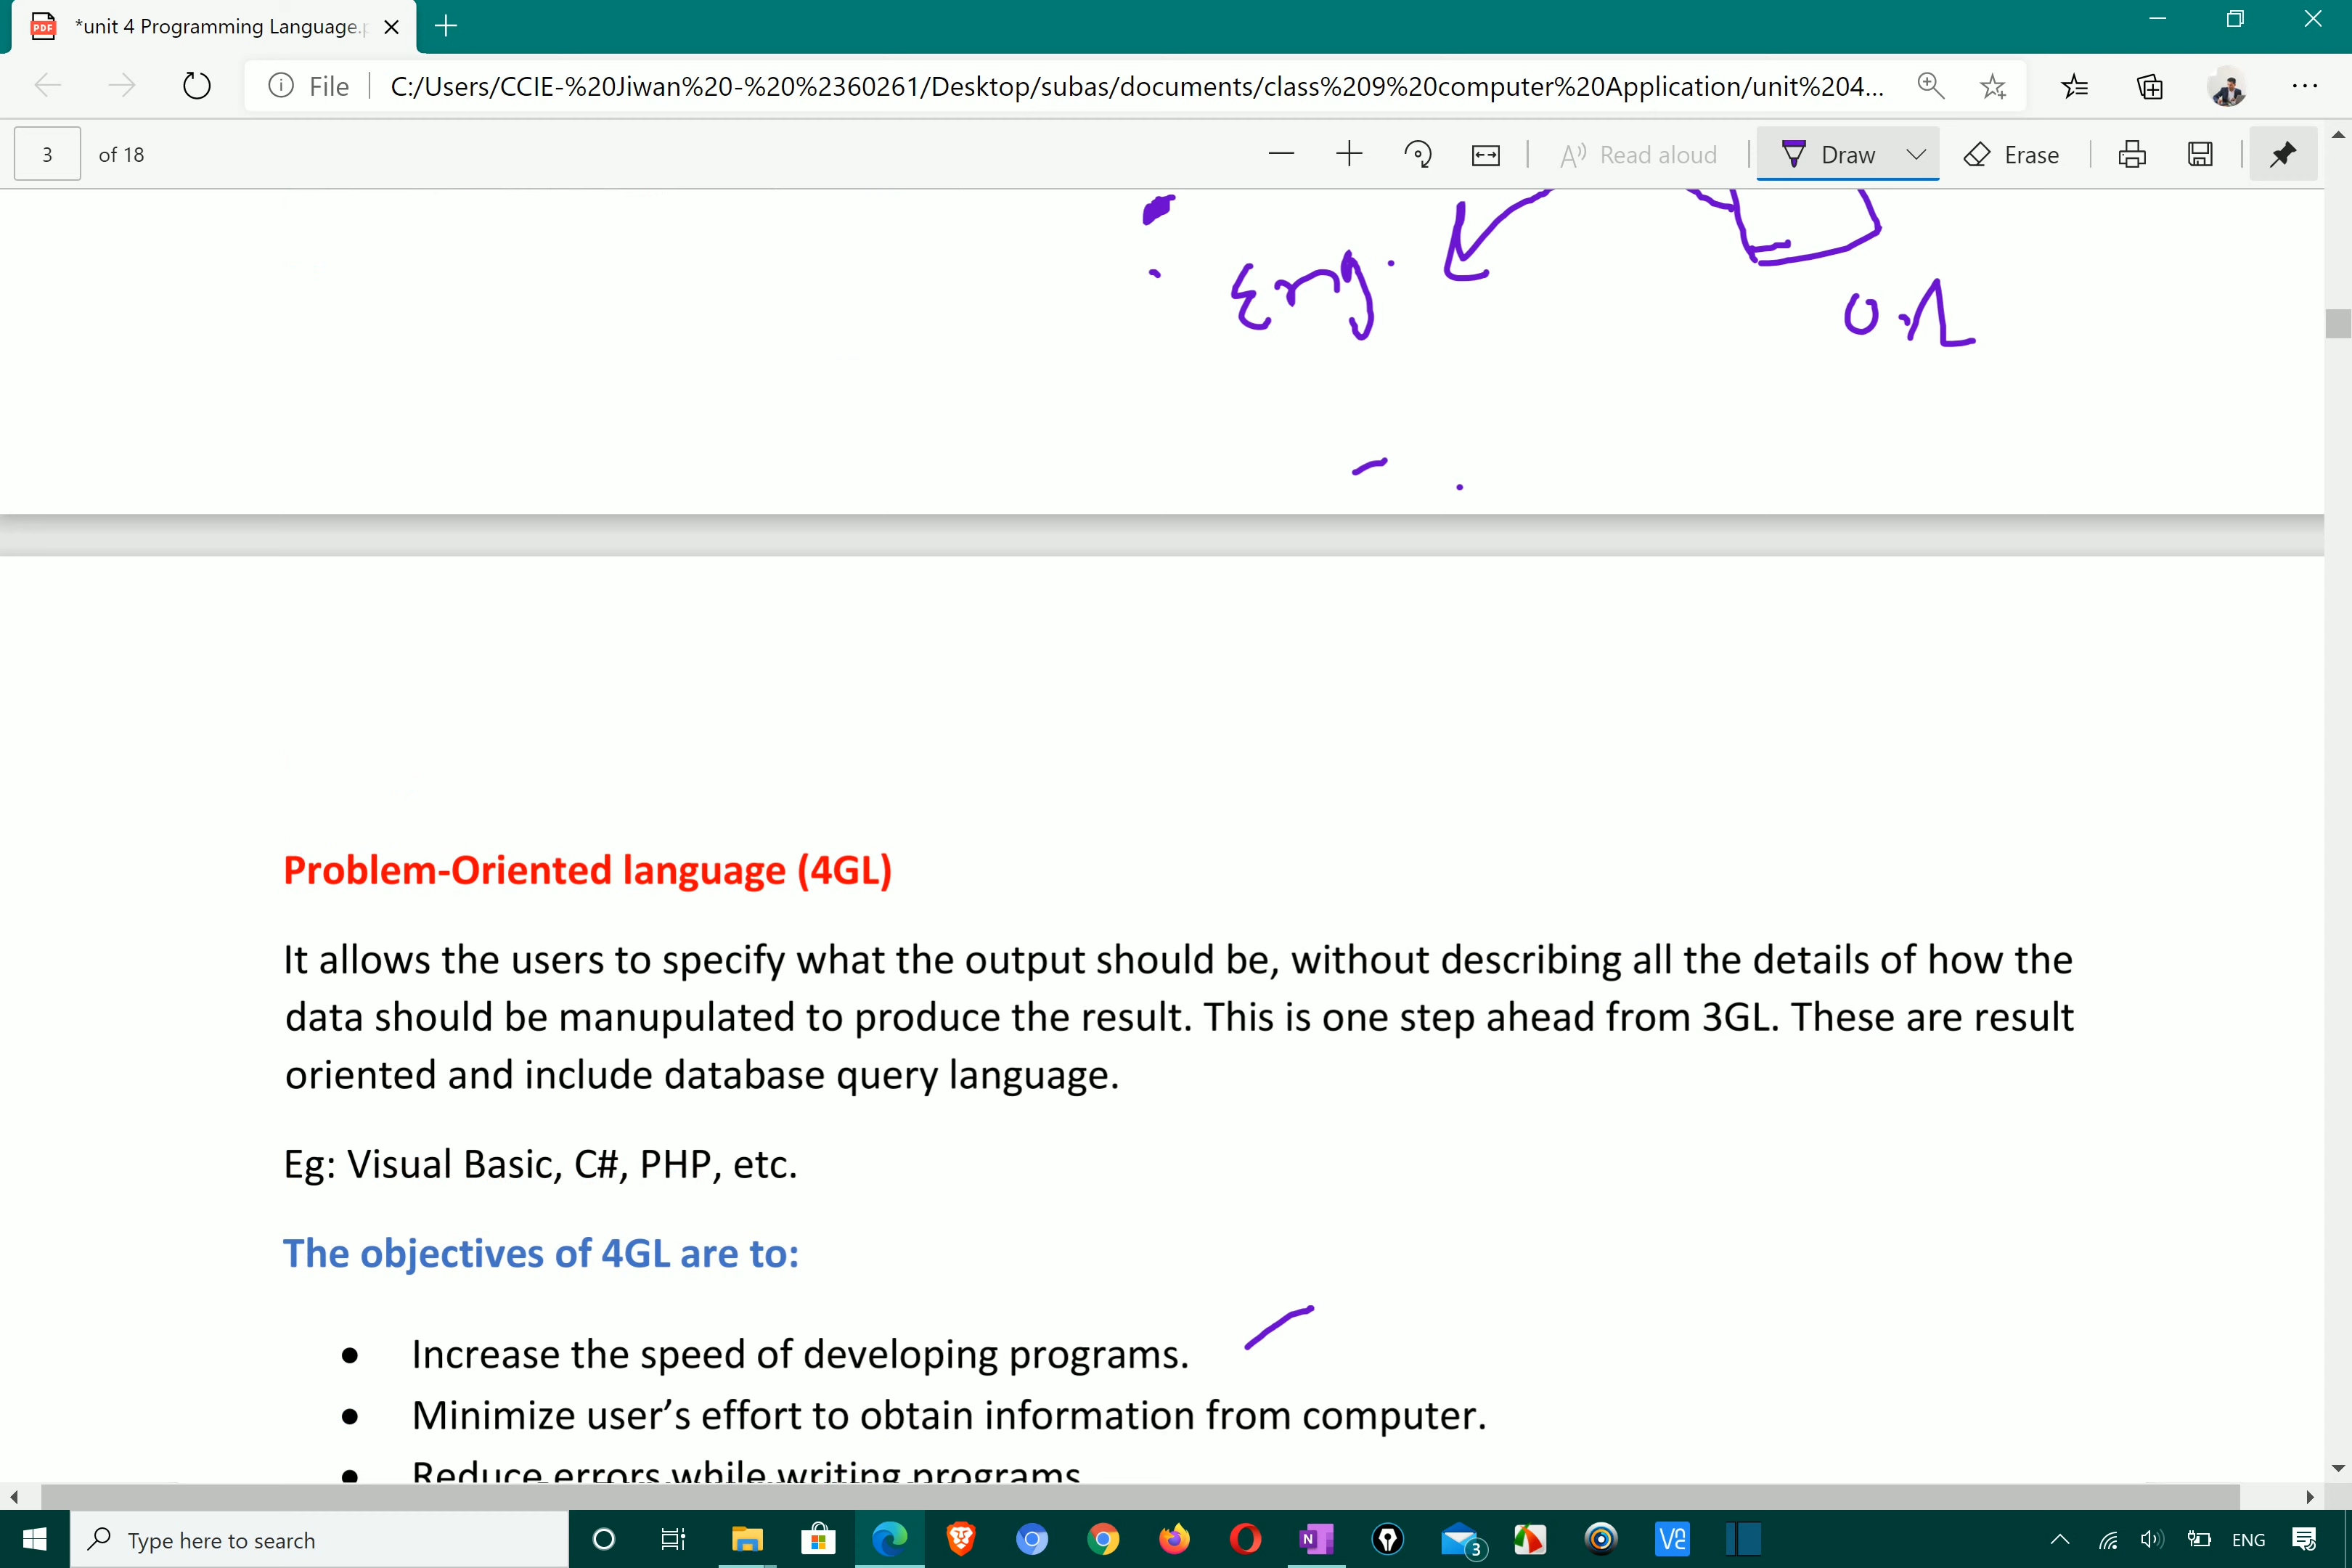 *unit 4 Programming Language.p
File
C:/Users/CCIE-%20Jiwan%20-%20%2360261/Desktop/subas/documents/class%209%20computer%20Application/unit%204...
3 of 18
Read aloud
Draw
Erase
Eng.
0.1
Problem-Oriented language (4GL)
It allows the users to specify what the output should be, without describing all the details of how the
data should be manupulated to produce the result. This is one step ahead from 3GL. These are result
oriented and include database query language.
Eg: Visual Basic, C#, PHP, etc.
The objectives of 4GL are to:
• Increase the speed of developing programs.
• Minimize user’s effort to obtain information from computer.
• Reduce errors while writing programs
Type here to search
3
ENG